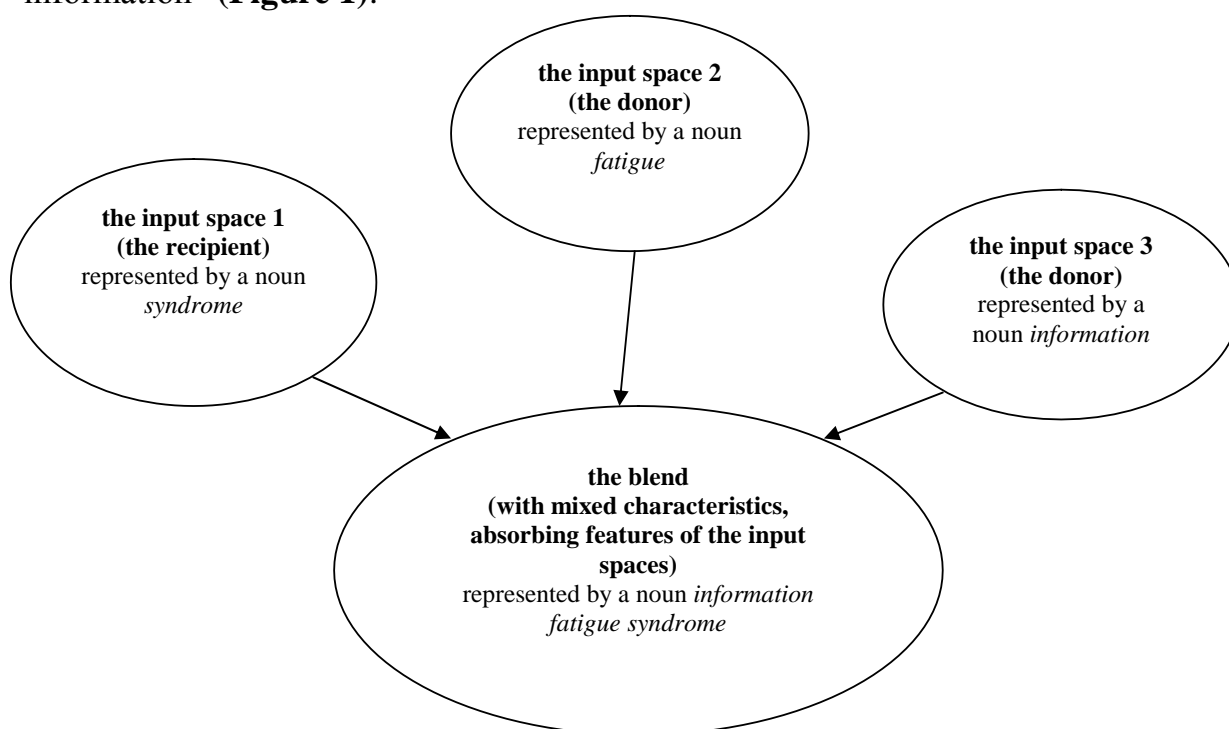 information" (Figure 1).
the input space 2
(the donor)
represented by a noun
fatigue
the input space 1
(the recipient)
represented by a noun
syndrome
the input space 3
(the donor)
represented by a
noun information
the blend
(with mixed characteristics,
absorbing features of the input
spaces)
represented by a noun information
fatigue syndrome